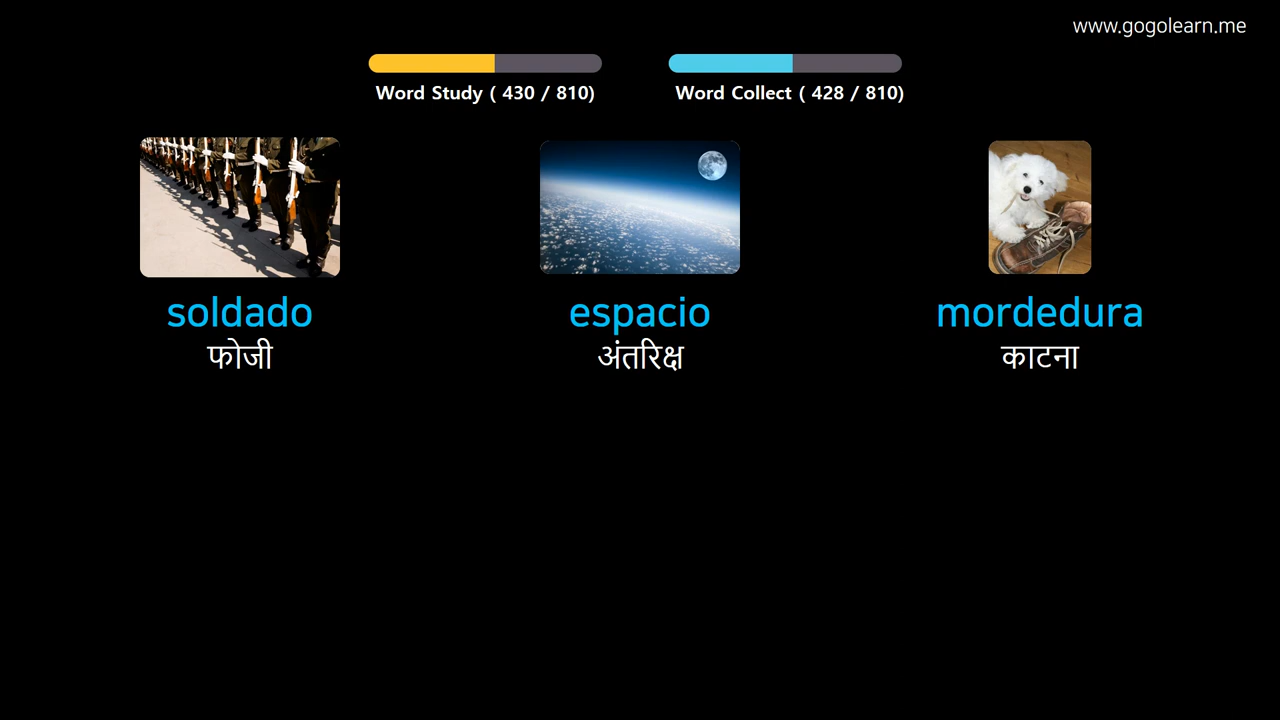 www.gogolearn.me
Word Study ( 430 / 810)
Word Collect ( 428 / 810)
soldado
फोजी
espacio
अंतरिक्ष
mordedura
काटना